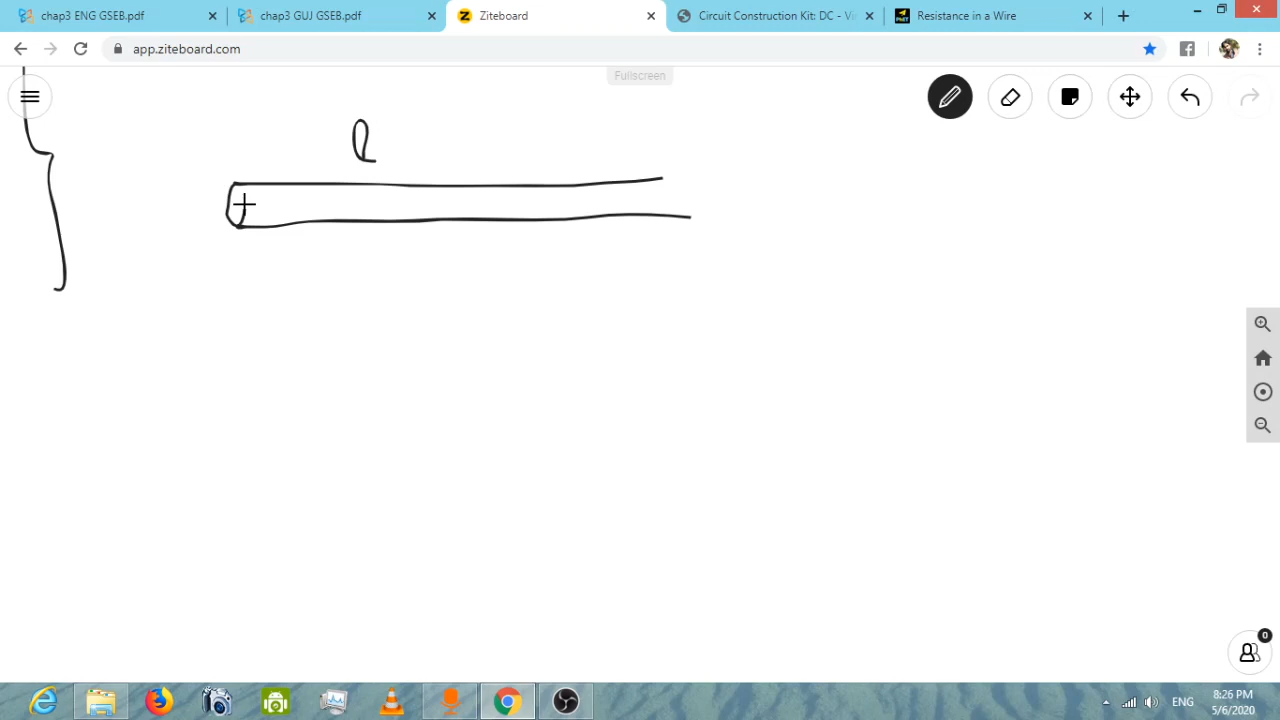 chap3 ENG GSEB.pdf
chap3 GUJ GSEB.pdf
Ziteboard
Circuit Construction Kit: DC - Vi
Resistance in a Wire
app.ziteboard.com
Fullscreen
l
0
ENG
8:26 PM
5/6/2020